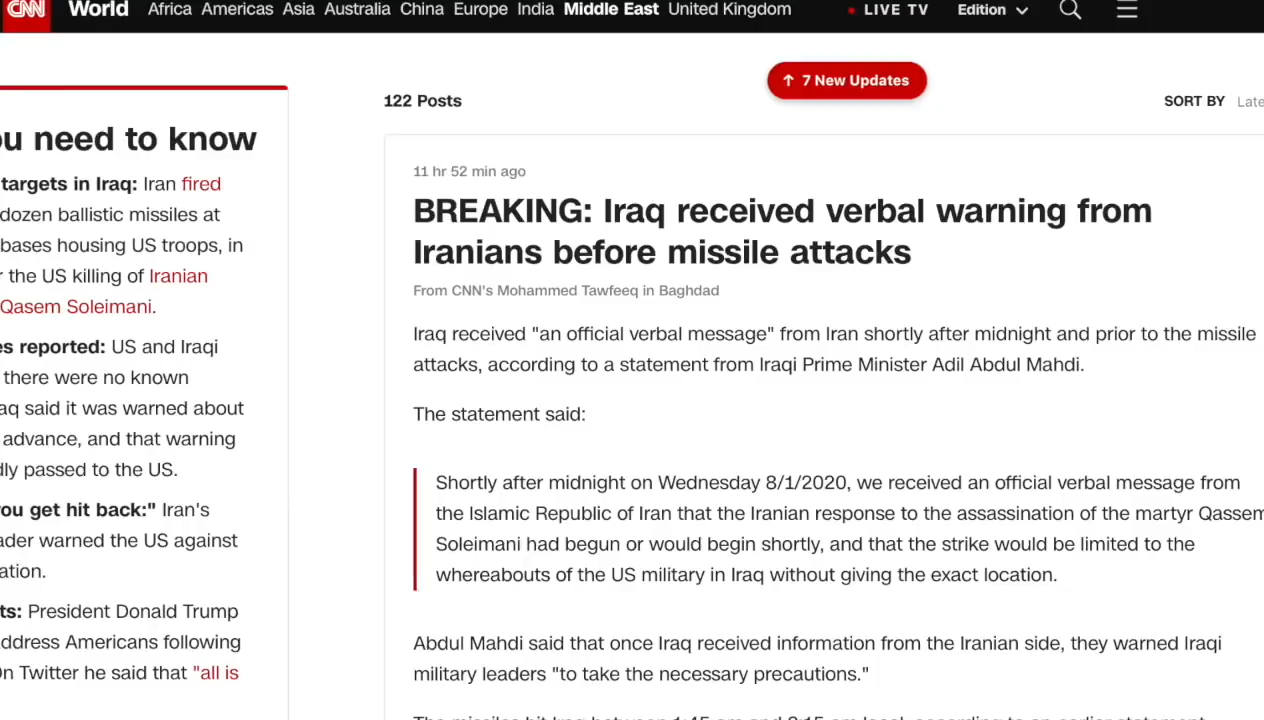 CNN World Africa Americas Asia Australia China Europe India Middle East United Kingdom LIVE TV Edition
↑ 7 New Updates
122 Posts
SORT BY
ou need to know
targets in Iraq: Iran fired
dozen ballistic missiles at
bases housing US troops, in
the US killing of Iranian
Qasem Soleimani.
es reported: US and Iraqi
there were no known
aq said it was warned about
advance, and that warning
dly passed to the US.
ou get hit back:" Iran's
ader warned the US against
ation.
ts: President Donald Trump
ddress Americans following
On Twitter he said that "all is
11 hr 52 min ago
BREAKING: Iraq received verbal warning from
Iranians before missile attacks
From CNN's Mohammed Tawfeeq in Baghdad
Iraq received "an official verbal message" from Iran shortly after midnight and prior to the missile
attacks, according to a statement from Iraqi Prime Minister Adil Abdul Mahdi.
The statement said:
Shortly after midnight on Wednesday 8/1/2020, we received an official verbal message from
the Islamic Republic of Iran that the Iranian response to the assassination of the martyr Qassem
Soleimani had begun or would begin shortly, and that the strike would be limited to the
whereabouts of the US military in Iraq without giving the exact location.
Abdul Mahdi said that once Iraq received information from the Iranian side, they warned Iraqi
military leaders "to take the necessary precautions."